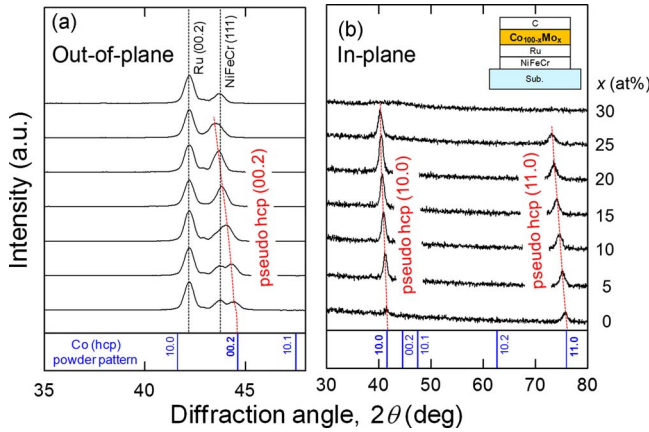 (a)
Out-of-plane
Ru (00.2)
NiFeCr (111)
pseudo hcp (00.2)
Intensity (a.u.)
Co (hcp)
powder pattern
10.0
00.2
10.1
35
42
48
(b)
In-plane
C
Co100-xMox
Ru
NiFeCr
Sub.
x (at%)
30
25
20
15
10
5
0
pseudo hcp (10.0)
pseudo hcp (11.0)
10.0
00.2
10.1
10.2
11.0
30
40
50
60
70
80
Diffraction angle, 2θ (deg)